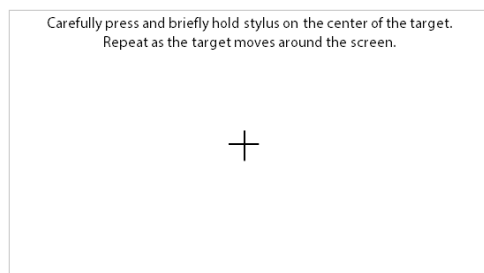 Carefully press and briefly hold stylus on the center of the target.
Repeat as the target moves around the screen.